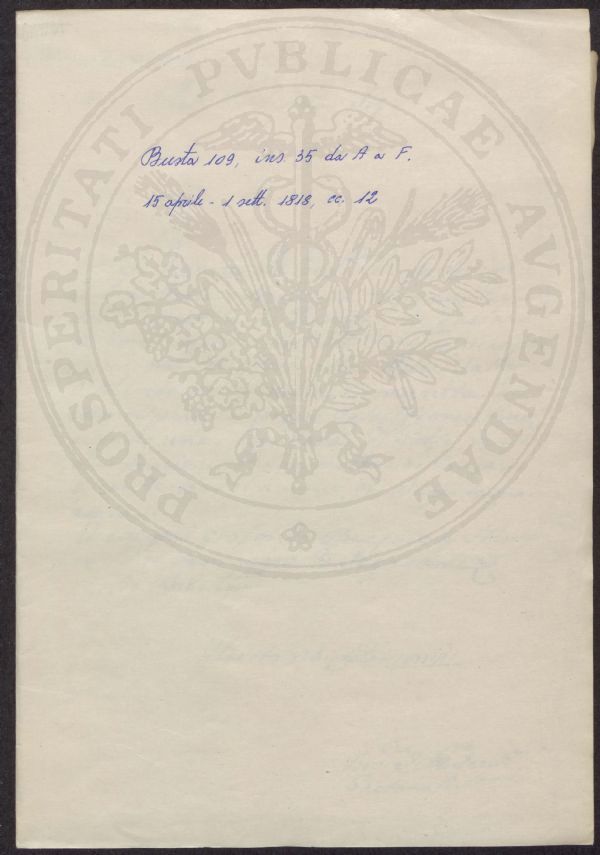 Busta 109, ins 35 da A a F.
15 aprile - 1 sett. 1818, cc. 12
PROSPERITATI PVBLICAE AVGENDAE